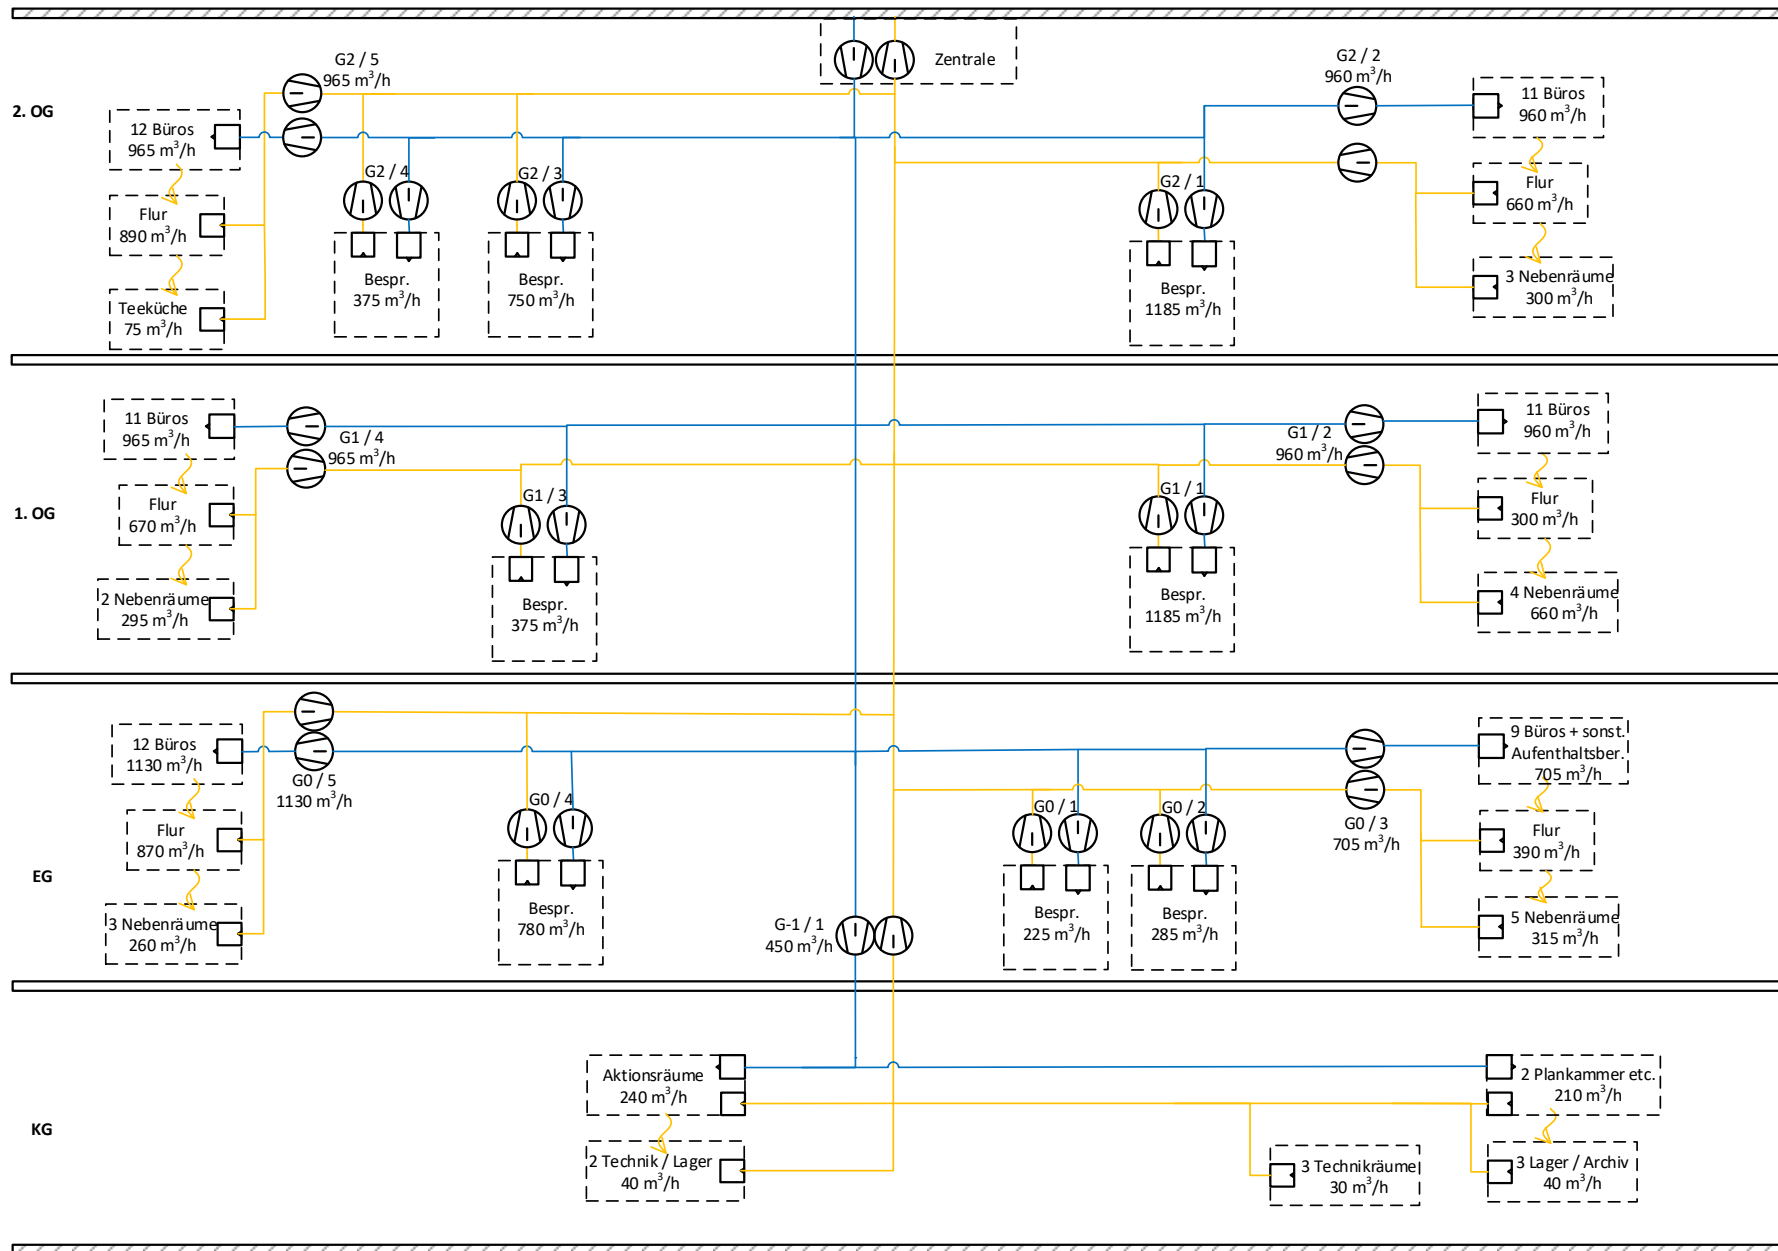 Zentrale
2. OG
G2 / 5
965 m³/h
12 Büros
965 m³/h
Flur
890 m³/h
Teeküche
75 m³/h
G2 / 4
Bespr.
375 m³/h
G2 / 3
Bespr.
750 m³/h
G2 / 1
Bespr.
1185 m³/h
G2 / 2
960 m³/h
11 Büros
960 m³/h
Flur
660 m³/h
3 Nebenräume
300 m³/h
1. OG
11 Büros
965 m³/h
Flur
670 m³/h
2 Nebenräume
295 m³/h
G1 / 4
965 m³/h
G1 / 3
Bespr.
375 m³/h
G1 / 1
Bespr.
1185 m³/h
G1 / 2
960 m³/h
11 Büros
960 m³/h
Flur
300 m³/h
4 Nebenräume
660 m³/h
EG
12 Büros
1130 m³/h
Flur
870 m³/h
3 Nebenräume
260 m³/h
G0 / 5
1130 m³/h
G0 / 4
Bespr.
780 m³/h
G-1 / 1
450 m³/h
G0 / 1
Bespr.
225 m³/h
G0 / 2
Bespr.
285 m³/h
G0 / 3
705 m³/h
9 Büros + sonst.
Aufenthaltsber.
705 m³/h
Flur
390 m³/h
5 Nebenräume
315 m³/h
KG
Aktionsräume
240 m³/h
2 Technik / Lager
40 m³/h
3 Technikräume
30 m³/h
2 Plankammer etc.
210 m³/h
3 Lager / Archiv
40 m³/h